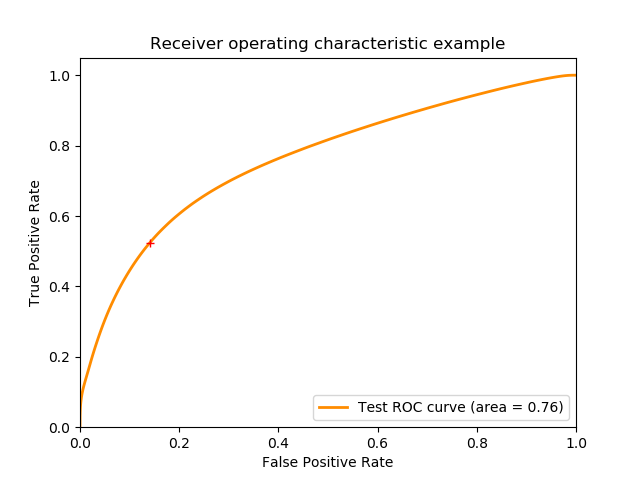 Receiver operating characteristic example
1.0
0.8
0.6
0.4
0.2
0.0
True Positive Rate
Test ROC curve (area = 0.76)
0.0 0.2 0.4 0.6 0.8 1.0
False Positive Rate